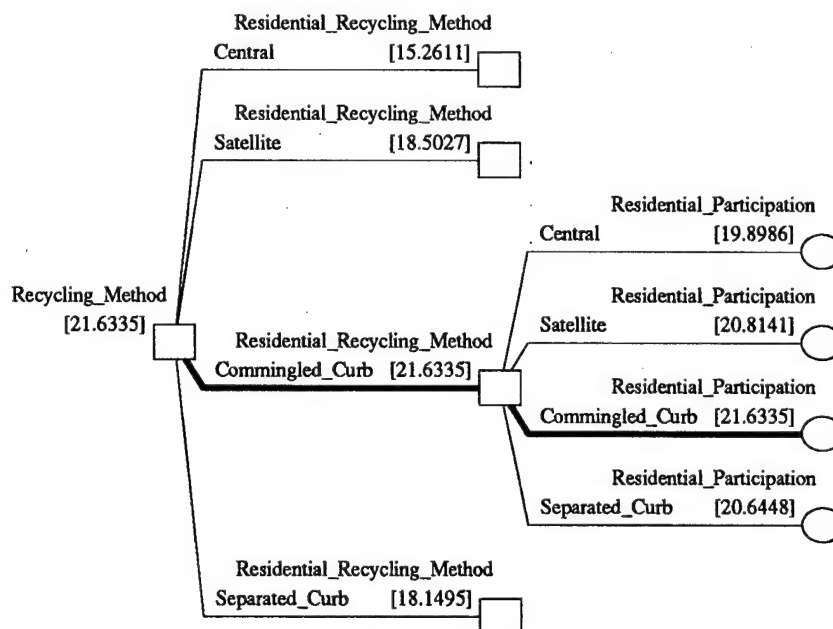 Residential_Recycling_Method
Central [15.2611]
Residential_Recycling_Method
Satellite [18.5027]
Residential_Participation
Central [19.8986]
Recycling_Method
[21.6335]
Residential_Participation
Satellite [20.8141]
Residential_Recycling_Method
Commingled_Curb [21.6335]
Residential_Participation
Commingled_Curb [21.6335]
Residential_Participation
Separated_Curb [20.6448]
Residential_Recycling_Method
Separated_Curb [18.1495]